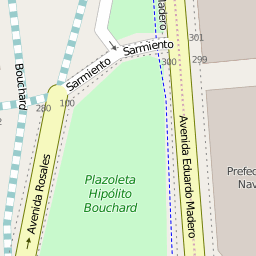 Madero
301
Sarmiento
299
300
Sarmiento
Bouchard
100
280
2
Avenida Eduardo Madero
Avenida Rosales
Prefec
Nav
Plazoleta
Hipólito
Bouchard